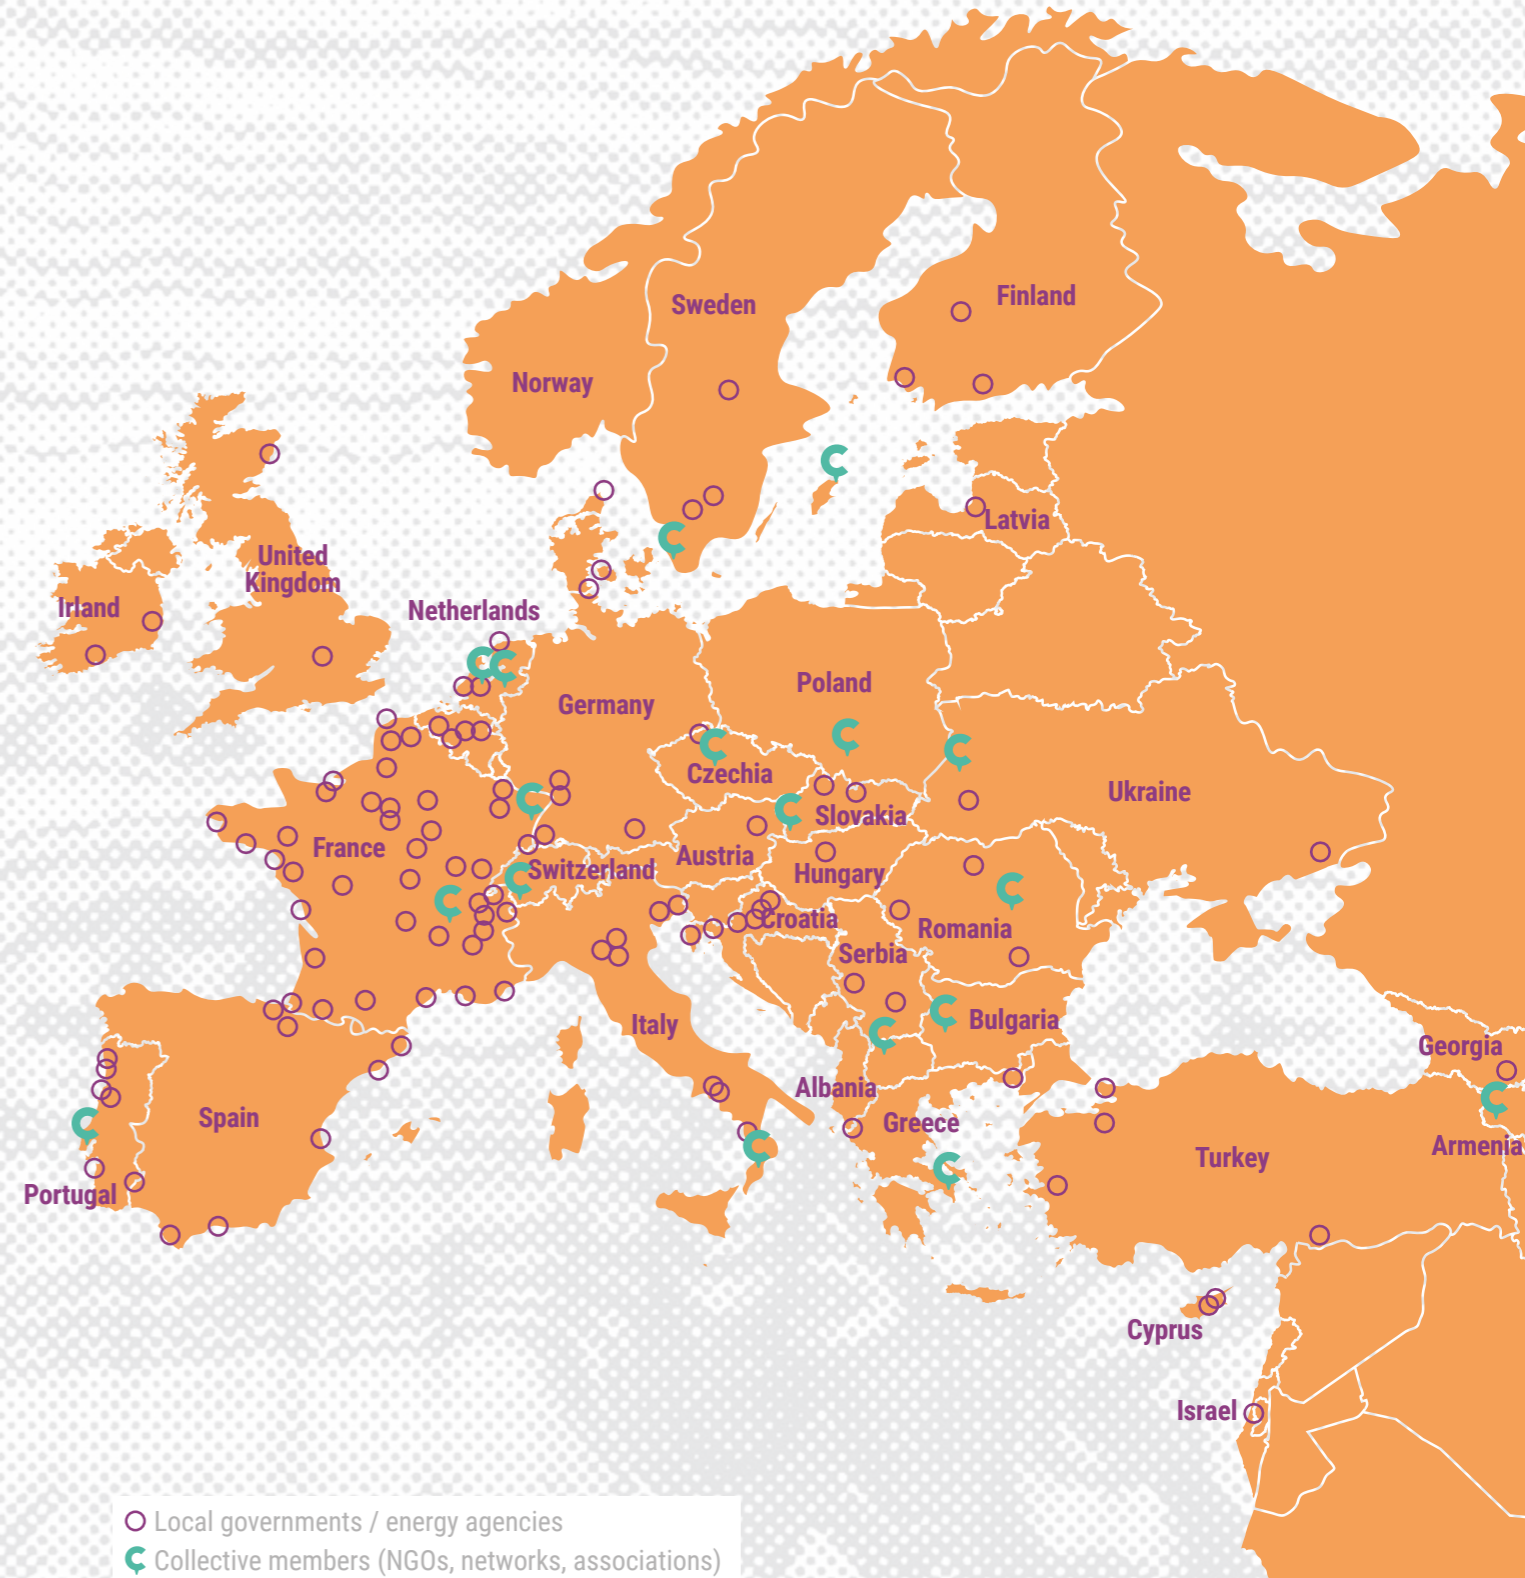 Finland
Sweden
Norway
Latvia
United
Kingdom
Irland
Netherlands
Poland
Germany
Czechia
Ukraine
Slovakia
France
Austria
Switzerland
Hungary
Croatia
Romania
Serbia
Italy
Bulgaria
Georgia
Albania
Spain
Greece
Armenia
Turkey
Portugal
Cyprus
Israel
Local governments / energy agencies
Collective members (NGOs, networks, associations)